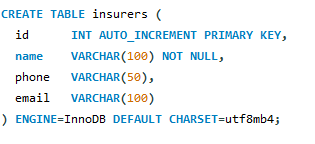 CREATE TABLE insurers (
  id      INT AUTO_INCREMENT PRIMARY KEY,
  name    VARCHAR(100) NOT NULL,
  phone   VARCHAR(50),
  email   VARCHAR(100)
) ENGINE=InnoDB DEFAULT CHARSET=utf8mb4;